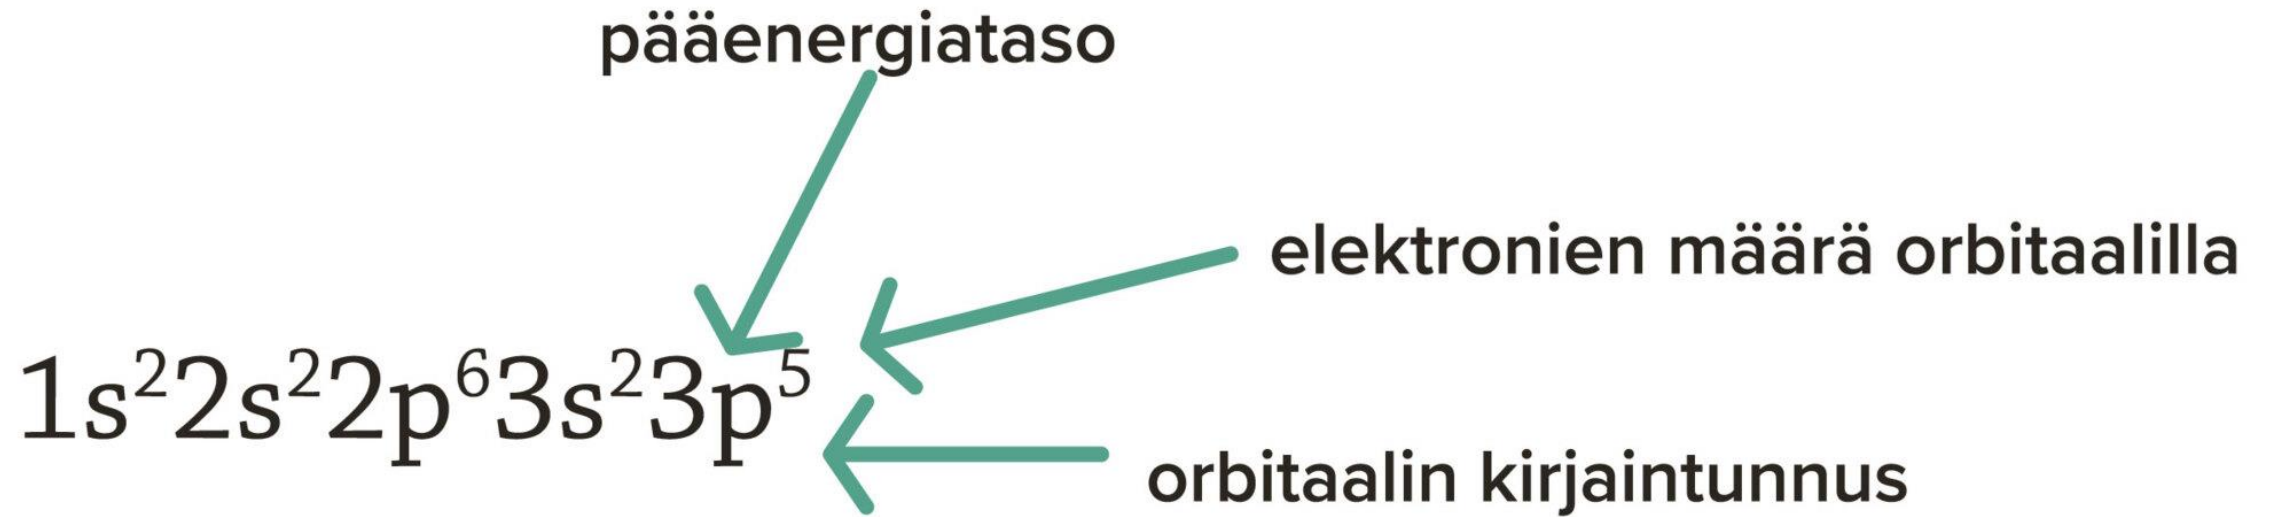 pääenergiataso
elektronien määrä orbitaalilla
1s²2s²2p⁶3s²3p⁵
orbitaalin kirjaintunnus